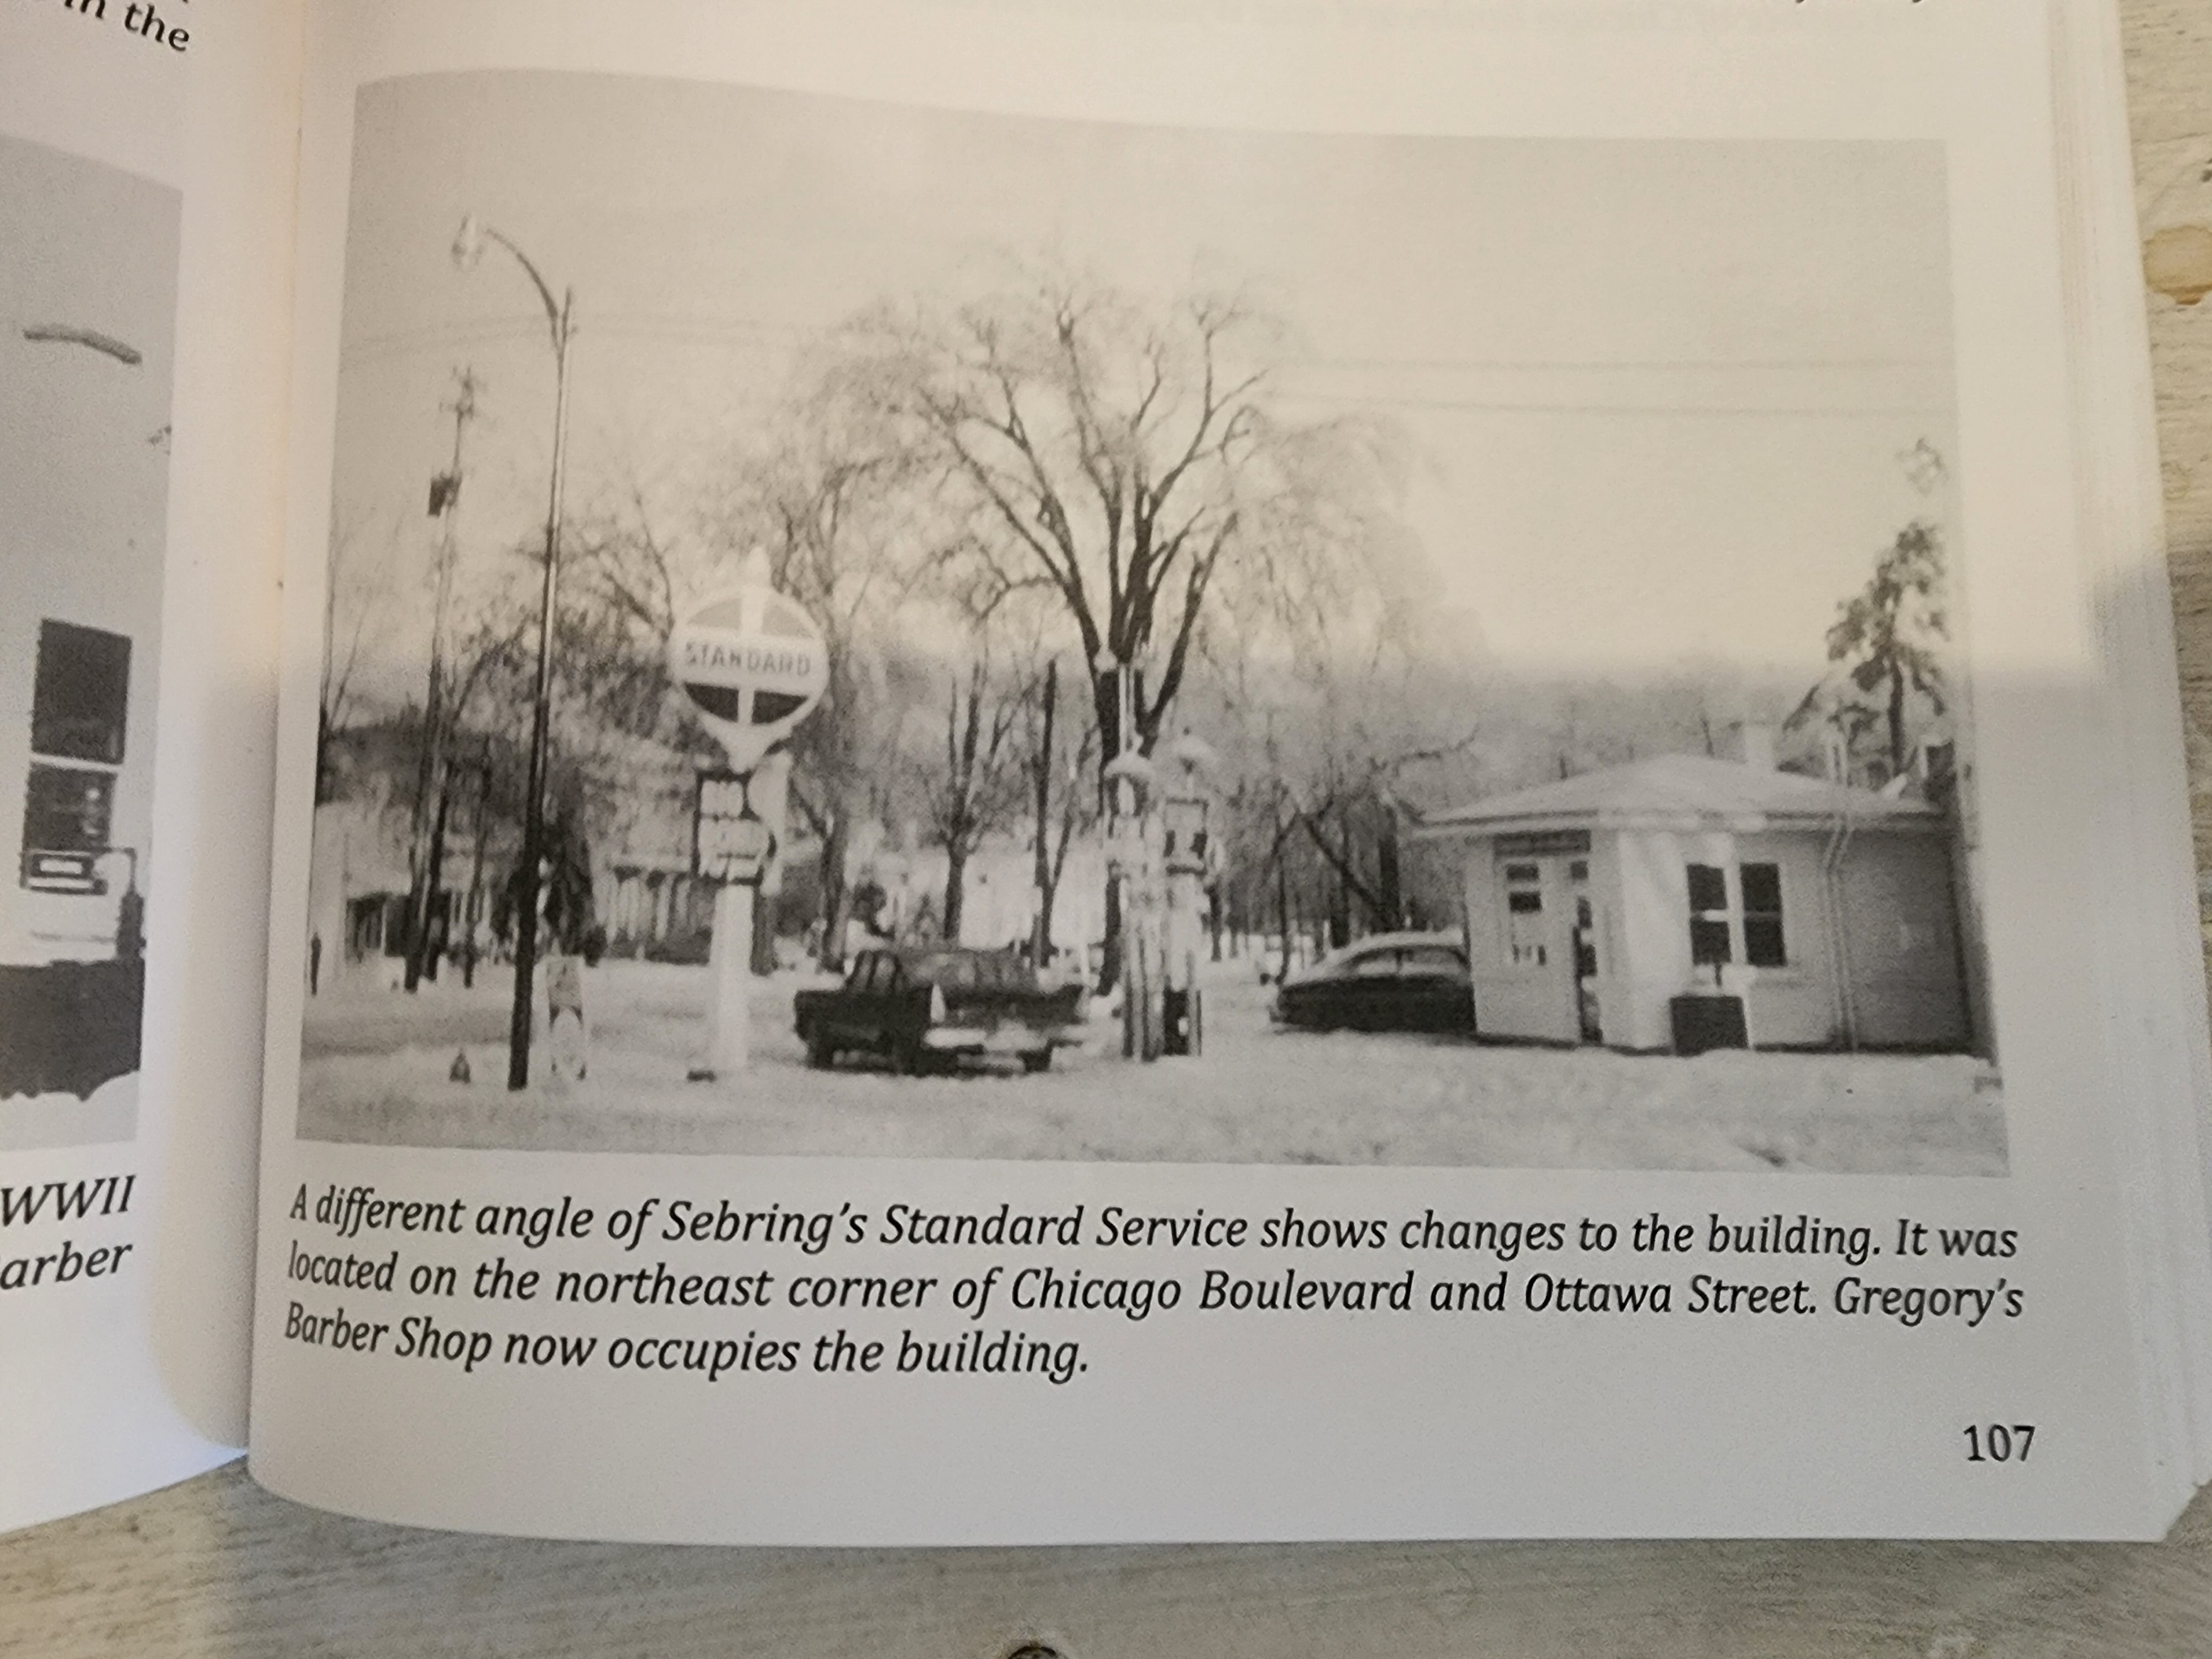 in the
WWII
arber
STANDARD
A different angle of Sebring's Standard Service shows changes to the building. It was
located on the northeast corner of Chicago Boulevard and Ottawa Street. Gregory's
Barber Shop now occupies the building.
107